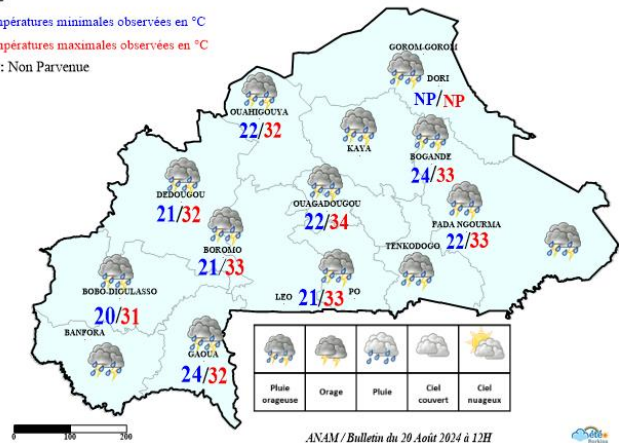 mpératures minimales observées en °C
mpératures maximales observées en °C
: Non Parvenue
GOROM-GOROM
DORI
NP/NP
OUAHIGOUYA
22/32
KAYA
BOGANDE
24/33
DEDOUGOU
21/32
OUAGADOUGOU
22/34
FADA NGOURMA
22/33
BOROMO
21/33
TENKODOGO
BOBO-DIOULASSO
20/31
LEO
21/33
PO
BANFORA
GAOUA
24/32
Pluie orageuse
Orage
Pluie
Ciel couvert
Ciel nuageux
0 100 200
ANAM / Bulletin du 20 Août 2024 à 12H